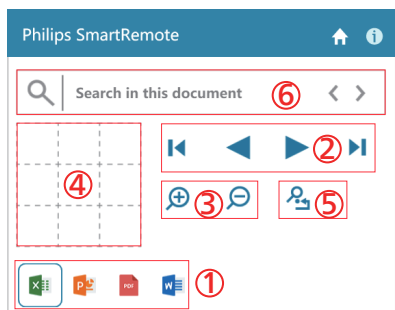 Philips SmartRemote
Search in this document ⑥
②
④
③ ⑤
X P PDF W ①